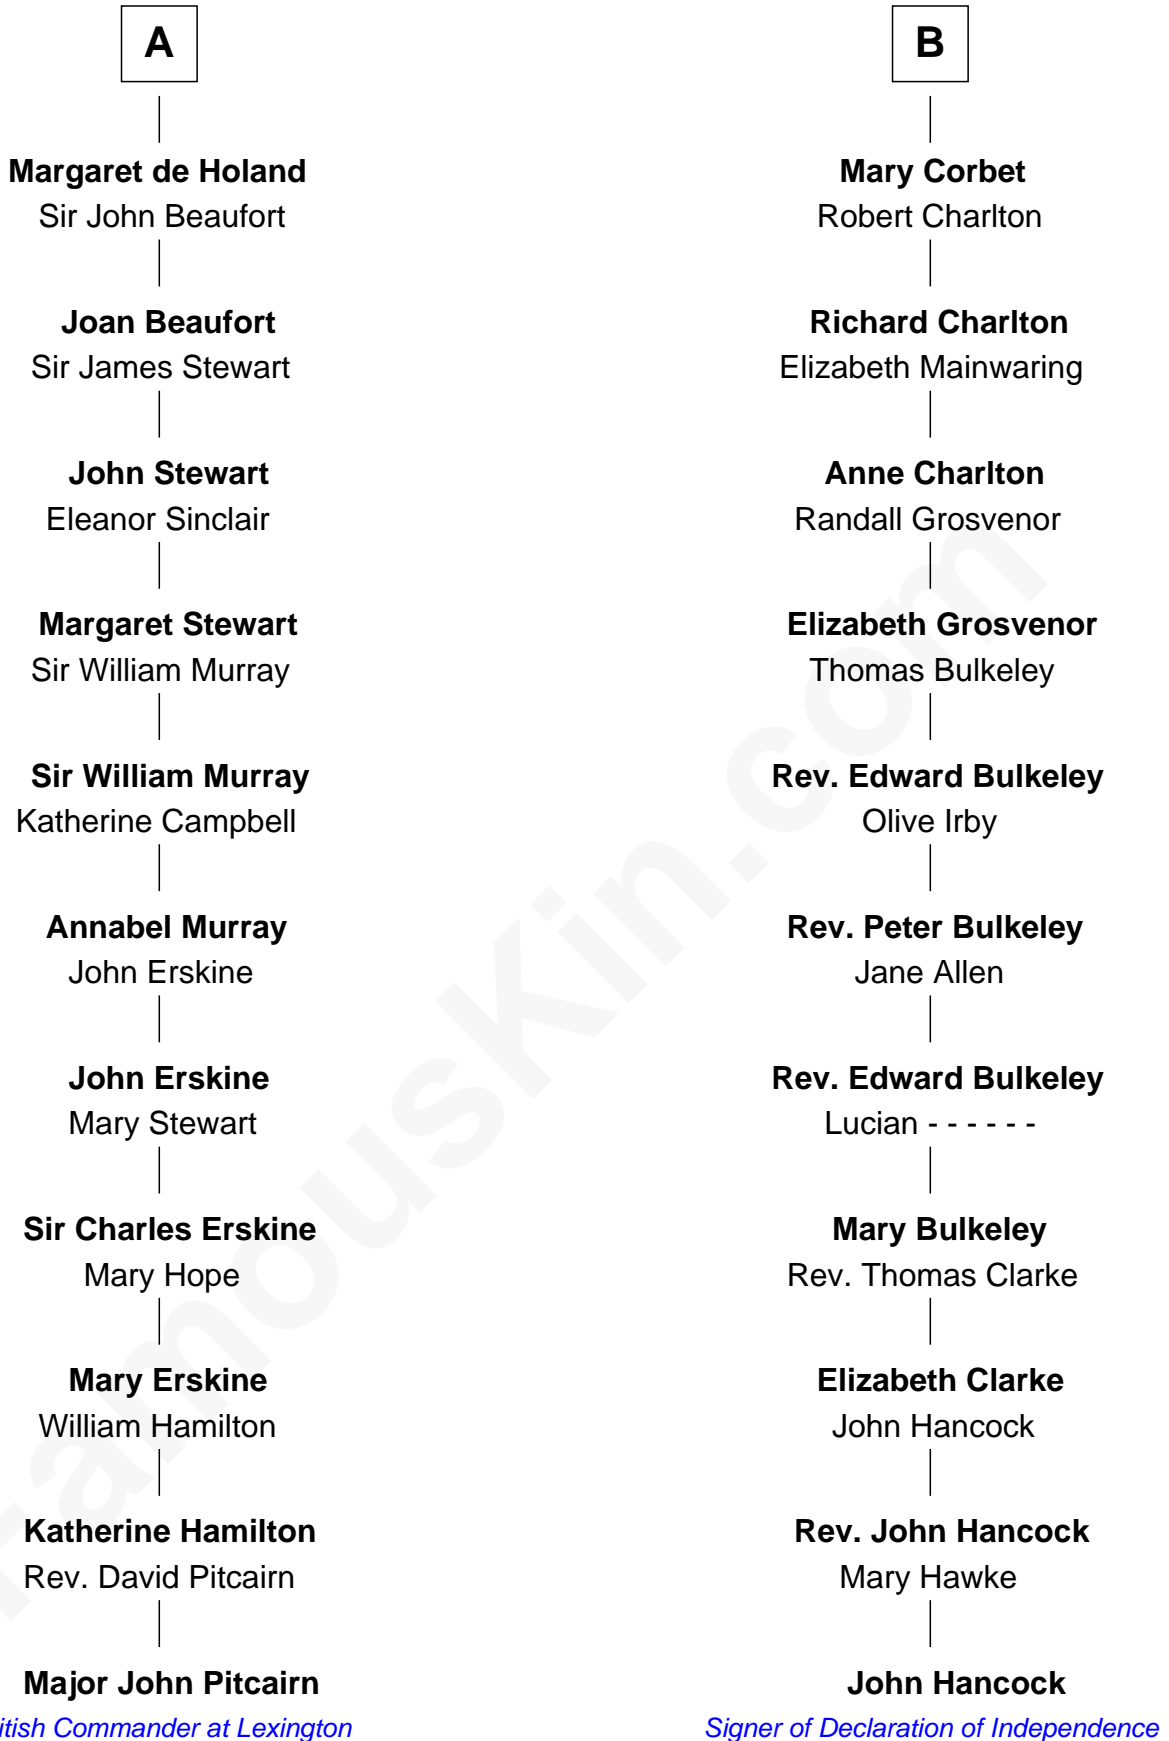 A
Margaret de Holand
Sir John Beaufort
Joan Beaufort
Sir James Stewart
John Stewart
Eleanor Sinclair
Margaret Stewart
Sir William Murray
Sir William Murray
Katherine Campbell
Annabel Murray
John Erskine
John Erskine
Mary Stewart
Sir Charles Erskine
Mary Hope
Mary Erskine
William Hamilton
Katherine Hamilton
Rev. David Pitcairn
Major John Pitcairn
itish Commander at Lexington
B
Mary Corbet
Robert Charlton
Richard Charlton
Elizabeth Mainwaring
Anne Charlton
Randall Grosvenor
Elizabeth Grosvenor
Thomas Bulkeley
Rev. Edward Bulkeley
Olive Irby
Rev. Peter Bulkeley
Jane Allen
Rev. Edward Bulkeley
Lucian - - - - - -
Mary Bulkeley
Rev. Thomas Clarke
Elizabeth Clarke
John Hancock
Rev. John Hancock
Mary Hawke
John Hancock
Signer of Declaration of Independence
FamousKin.com